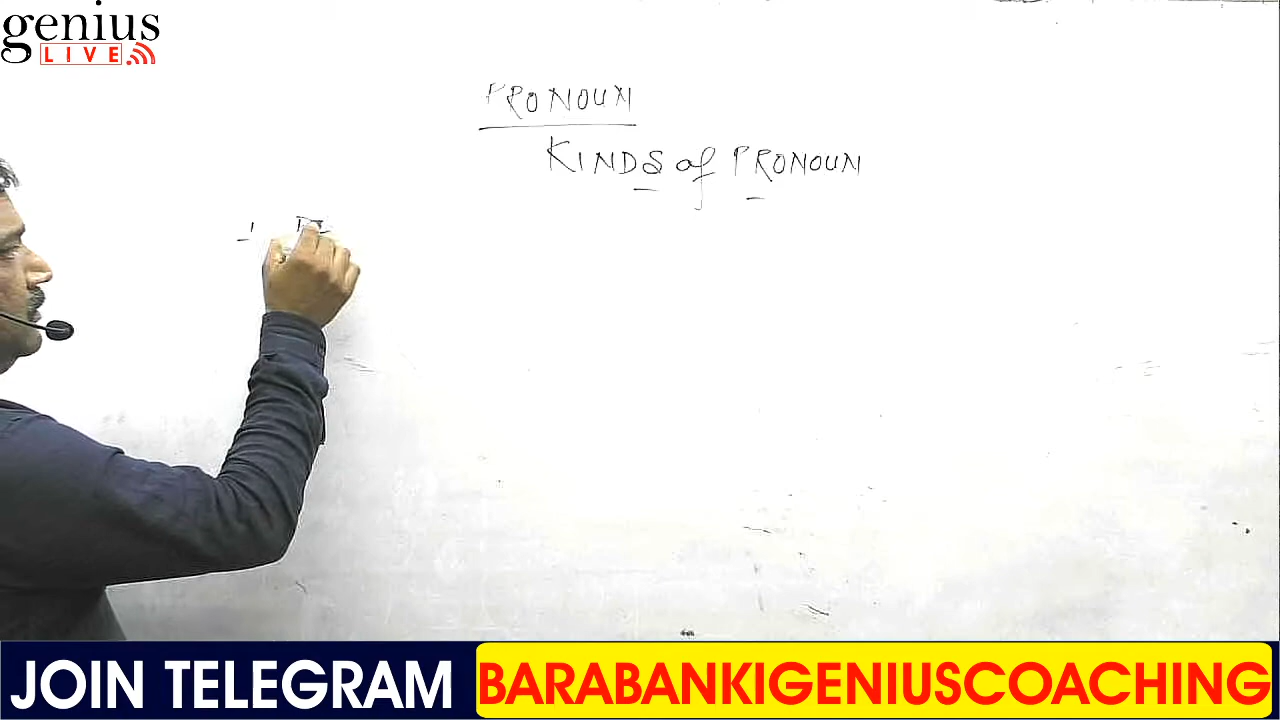 genius
LIVE
PRONOUN
KINDS of PRONOUN
JOIN TELEGRAM BARABANKIGENIUSCOACHING